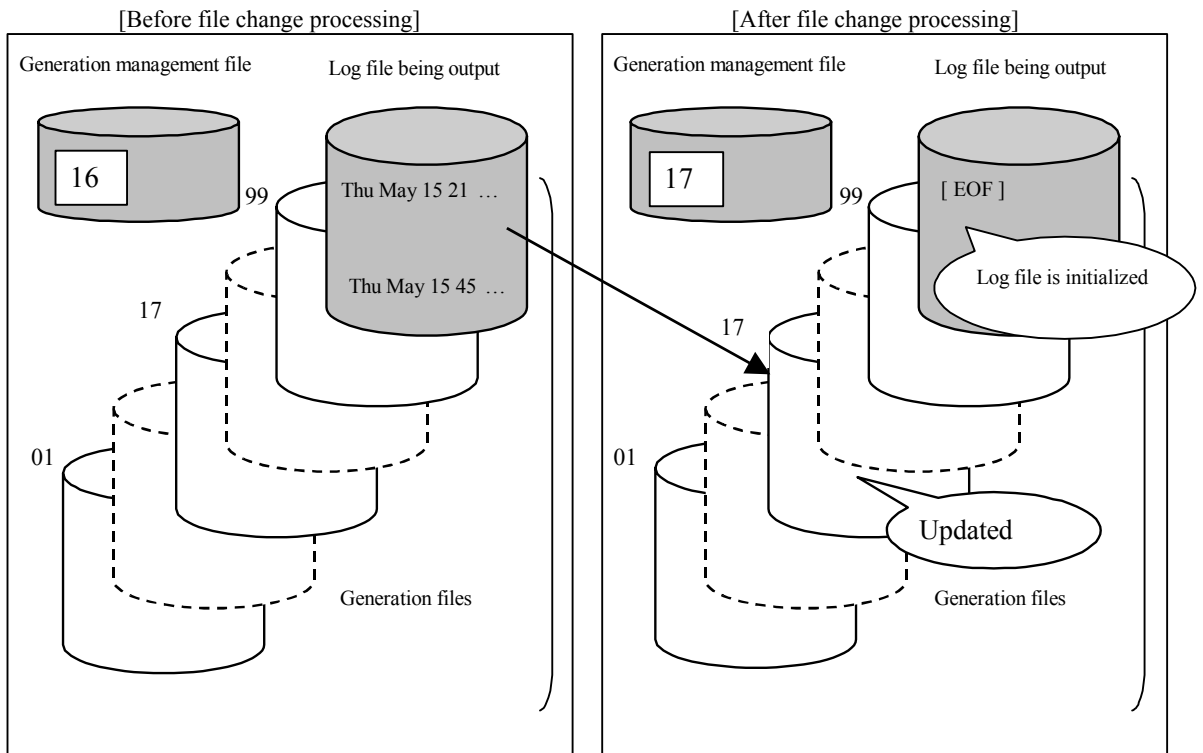 [Before file change processing]
Generation management file
Log file being output
16
99
Thu May 15 21 …
Thu May 15 45 …
17
01
Generation files
[After file change processing]
Generation management file
Log file being output
17
99
[ EOF ]
Log file is initialized
17
01
Updated
Generation files